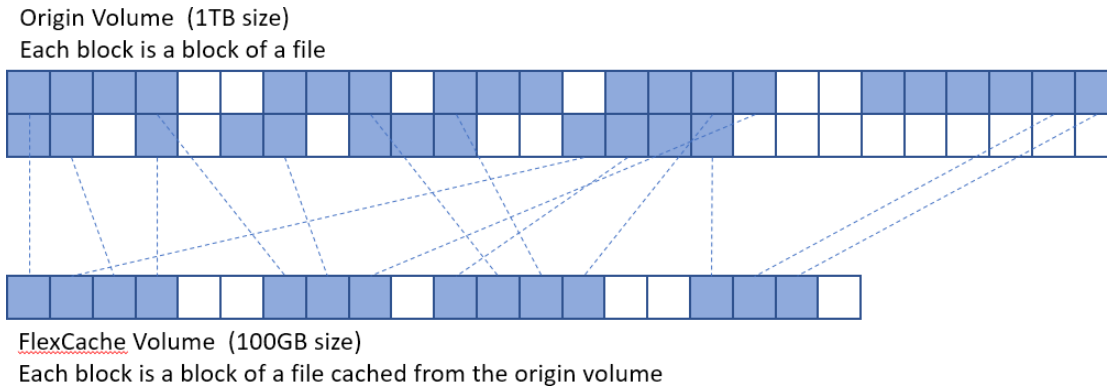 Origin Volume (1TB size)
Each block is a block of a file
FlexCache Volume (100GB size)
Each block is a block of a file cached from the origin volume